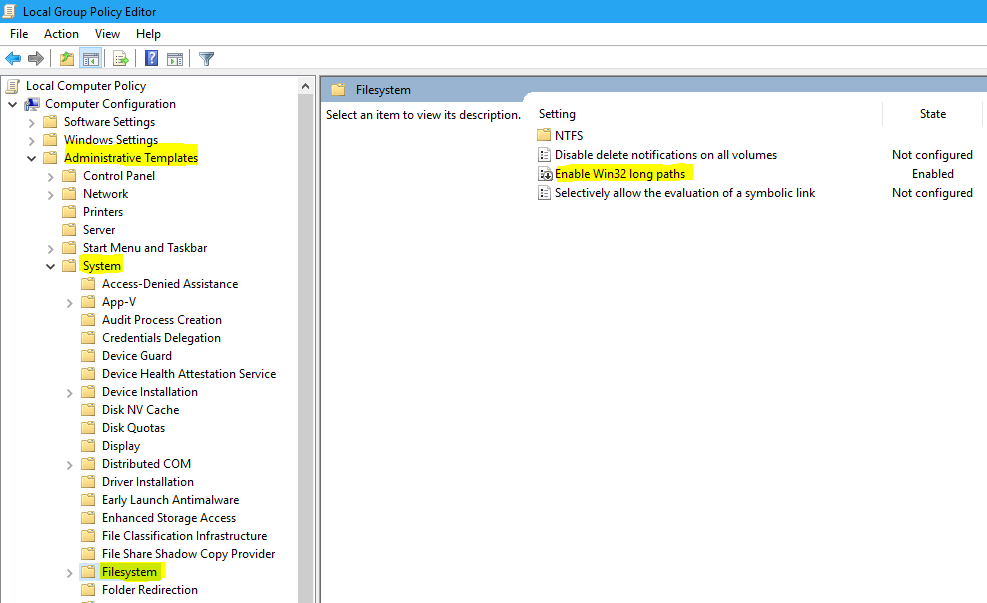 Local Group Policy Editor
File Action View Help
Local Computer Policy
Computer Configuration
Software Settings
Windows Settings
Administrative Templates
Control Panel
Network
Printers
Server
Start Menu and Taskbar
System
Access-Denied Assistance
App-V
Audit Process Creation
Credentials Delegation
Device Guard
Device Health Attestation Service
Device Installation
Disk NV Cache
Disk Quotas
Display
Distributed COM
Driver Installation
Early Launch Antimalware
Enhanced Storage Access
File Classification Infrastructure
File Share Shadow Copy Provider
Filesystem
Folder Redirection
Filesystem
Select an item to view its description.
Setting State
NTFS
Disable delete notifications on all volumes Not configured
Enable Win32 long paths Enabled
Selectively allow the evaluation of a symbolic link Not configured